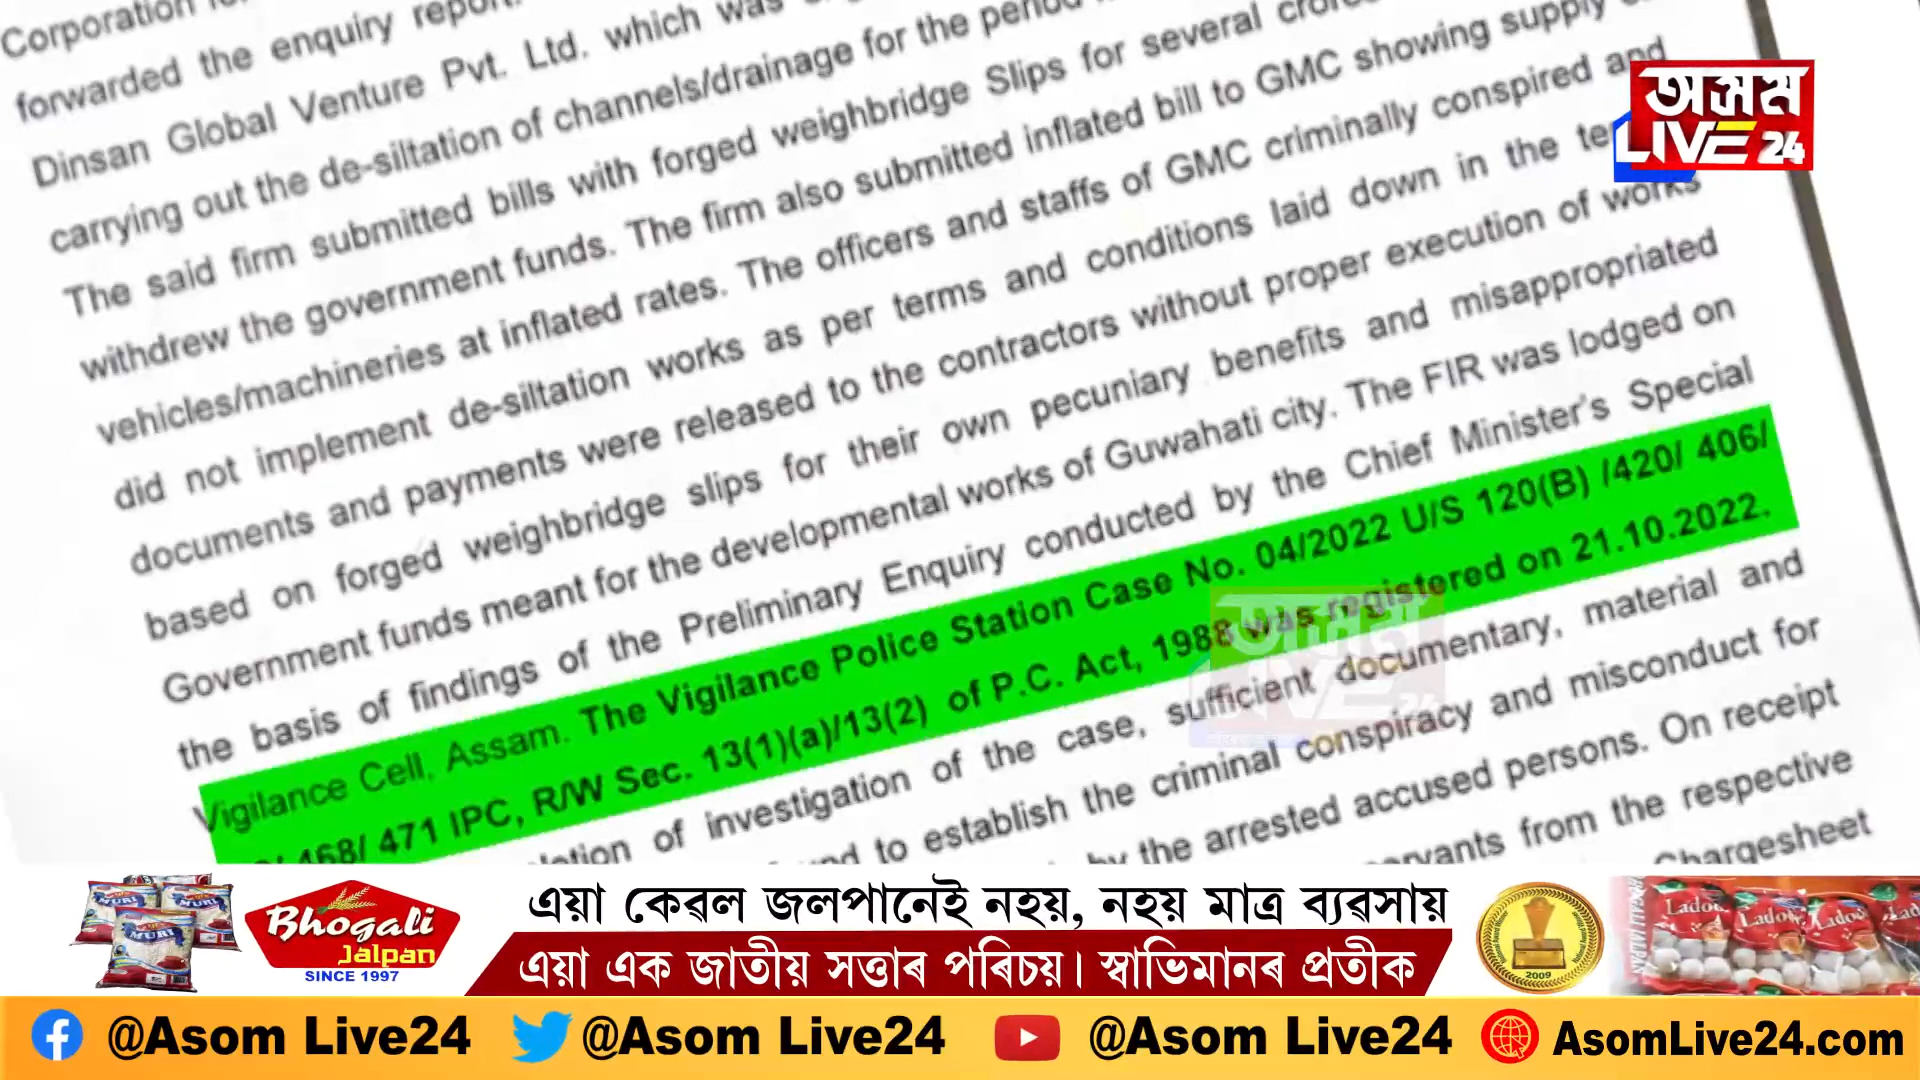 Corporation
forwarded the enquiry report.
Dinsan Global Venture Pvt. Ltd. which was
carrying out the de-siltation of channels/drainage for the period
The said firm submitted bills with forged weighbridge Slips for several crores
withdrew the government funds. The firm also submitted inflated bill to GMC showing supply
vehicles/machineries at inflated rates. The officers and staffs of GMC criminally conspired and
did not implement de-siltation works as per terms and conditions laid down in the
documents and payments were released to the contractors without proper execution of works
based on forged weighbridge slips for their own pecuniary benefits and misappropriated
Government funds meant for the developmental works of Guwahati city. The FIR was lodged on
the basis of findings of the Preliminary Enquiry conducted by the Chief Minister's Special
Vigilance Cell, Assam. The Vigilance Police Station Case No. 04/2022 U/S 120(B) /420/ 406/
468/ 471 IPC, R/W Sec. 13(1)(a)/13(2) of P.C. Act, 1988 was registered on 21.10.2022.
of investigation of the case, sufficient documentary, material and
to establish the criminal conspiracy and misconduct for
by the arrested accused persons. On receipt
from the respective
Chargesheet
অসম
LIVE 24
অসম
LIVE 24
MURI
MURI
MURI
Bhogali
Jalpan
SINCE 1997
এয়া কেৱল জলপানেই নহয়, নহয় মাত্ৰ ব্যৱসায়
এয়া এক জাতীয় সত্তাৰ পৰিচয়। স্বাভিমানৰ প্ৰতীক
2009
Ladoo
Ladoo
Ladoo
@Asom Live24
@Asom Live24
@Asom Live24
AsomLive24.com